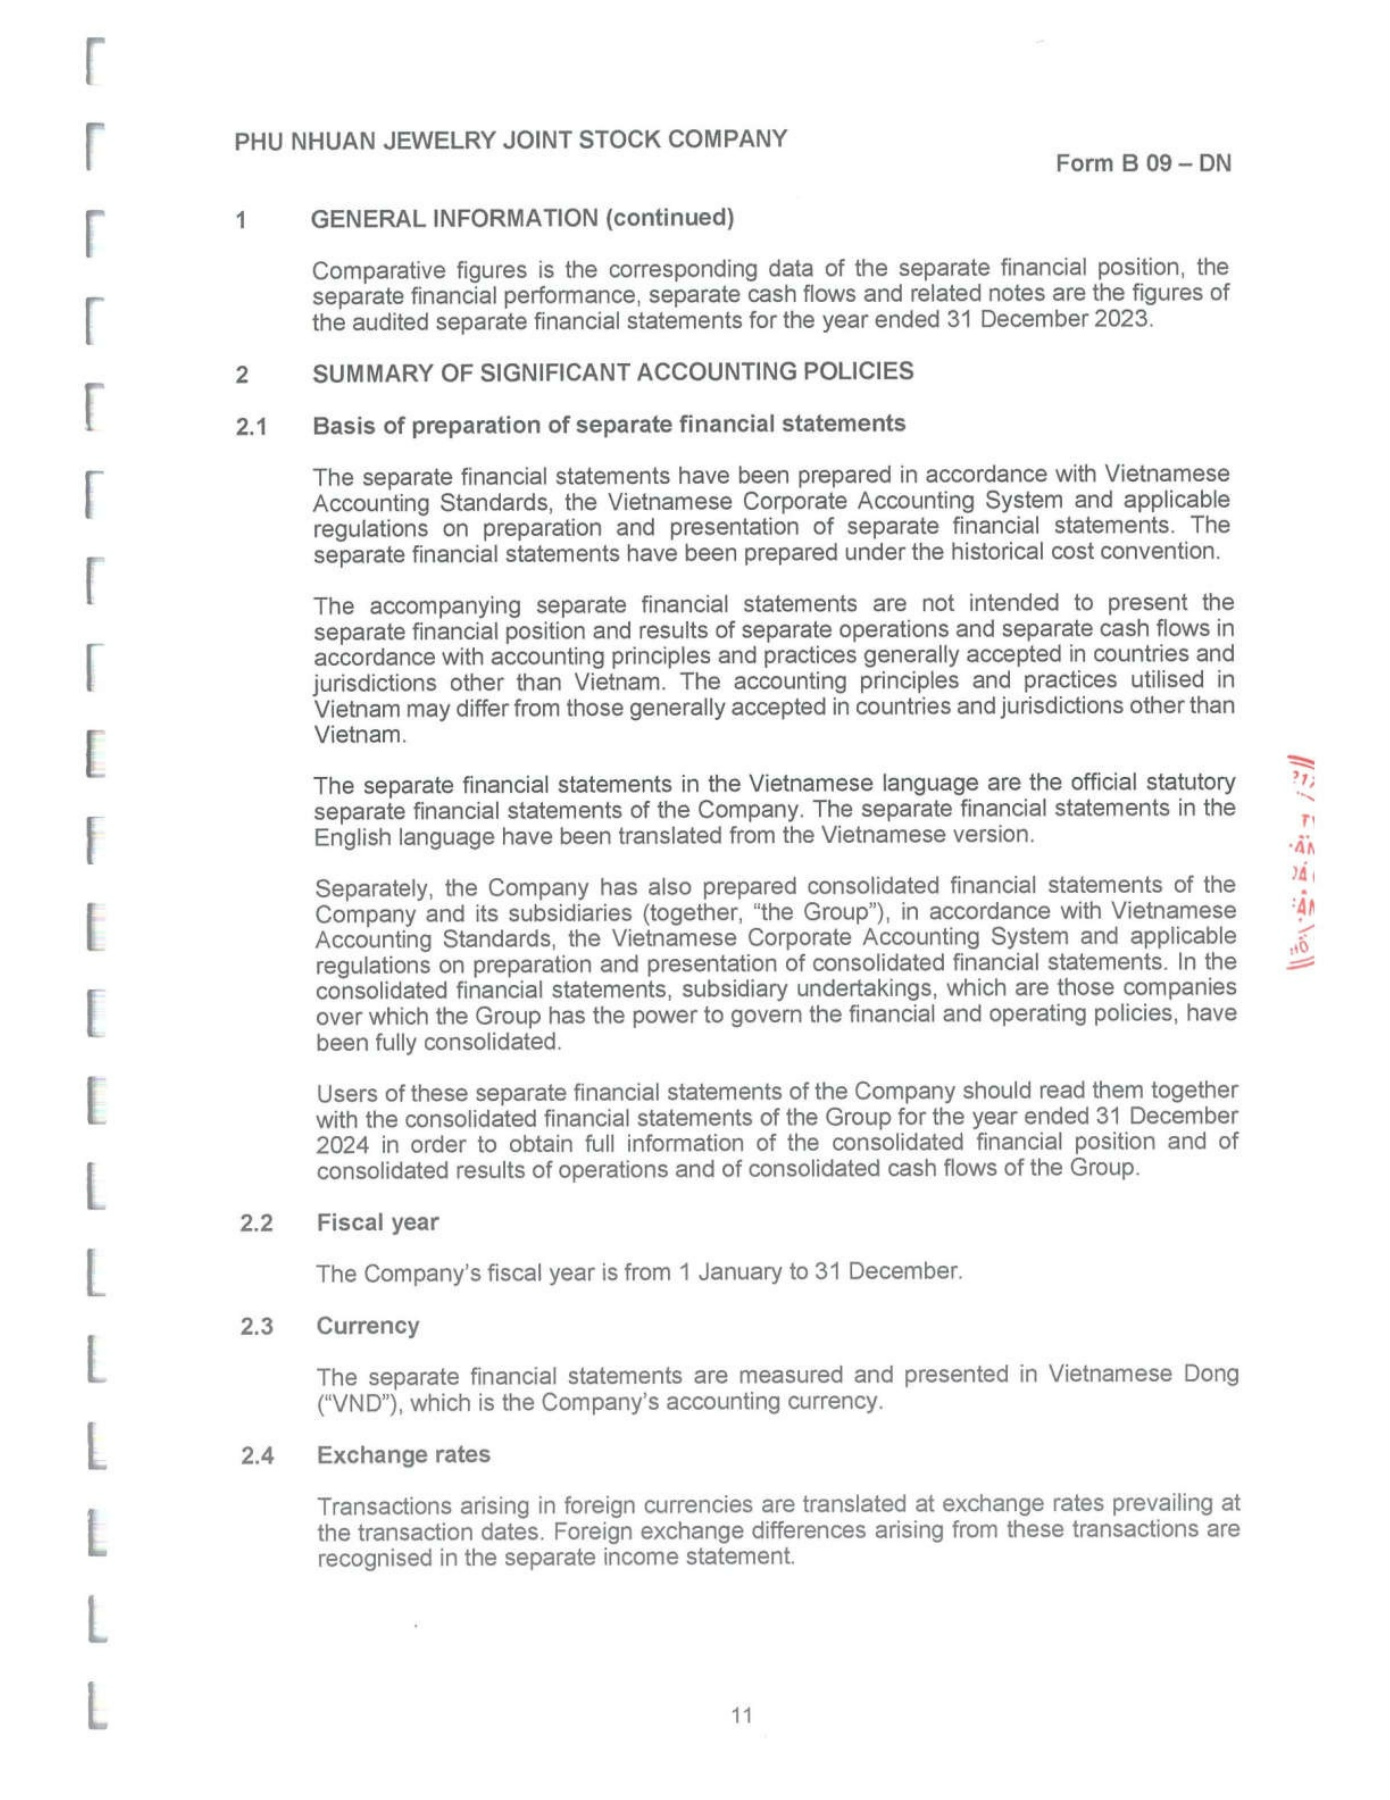 PHU NHUAN JEWELRY JOINT STOCK COMPANY
Form B 09 – DN
1 GENERAL INFORMATION (continued)
Comparative figures is the corresponding data of the separate financial position, the
separate financial performance, separate cash flows and related notes are the figures of
the audited separate financial statements for the year ended 31 December 2023.
2 SUMMARY OF SIGNIFICANT ACCOUNTING POLICIES
2.1 Basis of preparation of separate financial statements
The separate financial statements have been prepared in accordance with Vietnamese
Accounting Standards, the Vietnamese Corporate Accounting System and applicable
regulations on preparation and presentation of separate financial statements. The
separate financial statements have been prepared under the historical cost convention.
The accompanying separate financial statements are not intended to present the
separate financial position and results of separate operations and separate cash flows in
accordance with accounting principles and practices generally accepted in countries and
jurisdictions other than Vietnam. The accounting principles and practices utilised in
Vietnam may differ from those generally accepted in countries and jurisdictions other than
Vietnam.
The separate financial statements in the Vietnamese language are the official statutory
separate financial statements of the Company. The separate financial statements in the
English language have been translated from the Vietnamese version.
Separately, the Company has also prepared consolidated financial statements of the
Company and its subsidiaries (together, “the Group”), in accordance with Vietnamese
Accounting Standards, the Vietnamese Corporate Accounting System and applicable
regulations on preparation and presentation of consolidated financial statements. In the
consolidated financial statements, subsidiary undertakings, which are those companies
over which the Group has the power to govern the financial and operating policies, have
been fully consolidated.
Users of these separate financial statements of the Company should read them together
with the consolidated financial statements of the Group for the year ended 31 December
2024 in order to obtain full information of the consolidated financial position and of
consolidated results of operations and of consolidated cash flows of the Group.
2.2 Fiscal year
The Company’s fiscal year is from 1 January to 31 December.
2.3 Currency
The separate financial statements are measured and presented in Vietnamese Dong
(“VND”), which is the Company’s accounting currency.
2.4 Exchange rates
Transactions arising in foreign currencies are translated at exchange rates prevailing at
the transaction dates. Foreign exchange differences arising from these transactions are
recognised in the separate income statement.
11